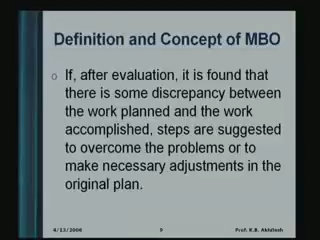 Definition and Concept of MBO
o If, after evaluation, it is found that
there is some discrepancy between
the work planned and the work
accomplished, steps are suggested
to overcome the problems or to
make necessary adjustments in the
original plan.
6/13/2006 9 Prof. K.B. Akhilesh